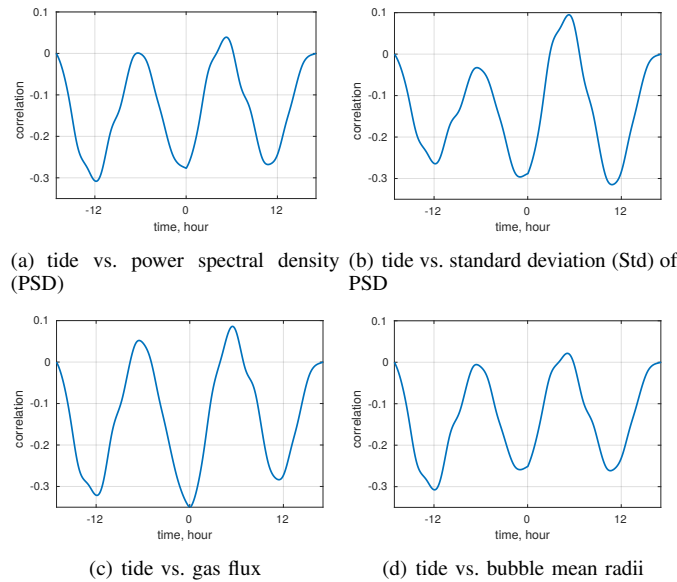 0.1
0
-0.1
-0.2
-0.3
correlation
-12
0
12
time, hour
(a) tide vs. power spectral density
(PSD)
0.1
0
-0.1
-0.2
-0.3
correlation
-12
0
12
time, hour
(b) tide vs. standard deviation (Std) of
PSD
0.1
0
-0.1
-0.2
-0.3
correlation
-12
0
12
time, hour
(c) tide vs. gas flux
0.1
0
-0.1
-0.2
-0.3
correlation
-12
0
12
time, hour
(d) tide vs. bubble mean radii